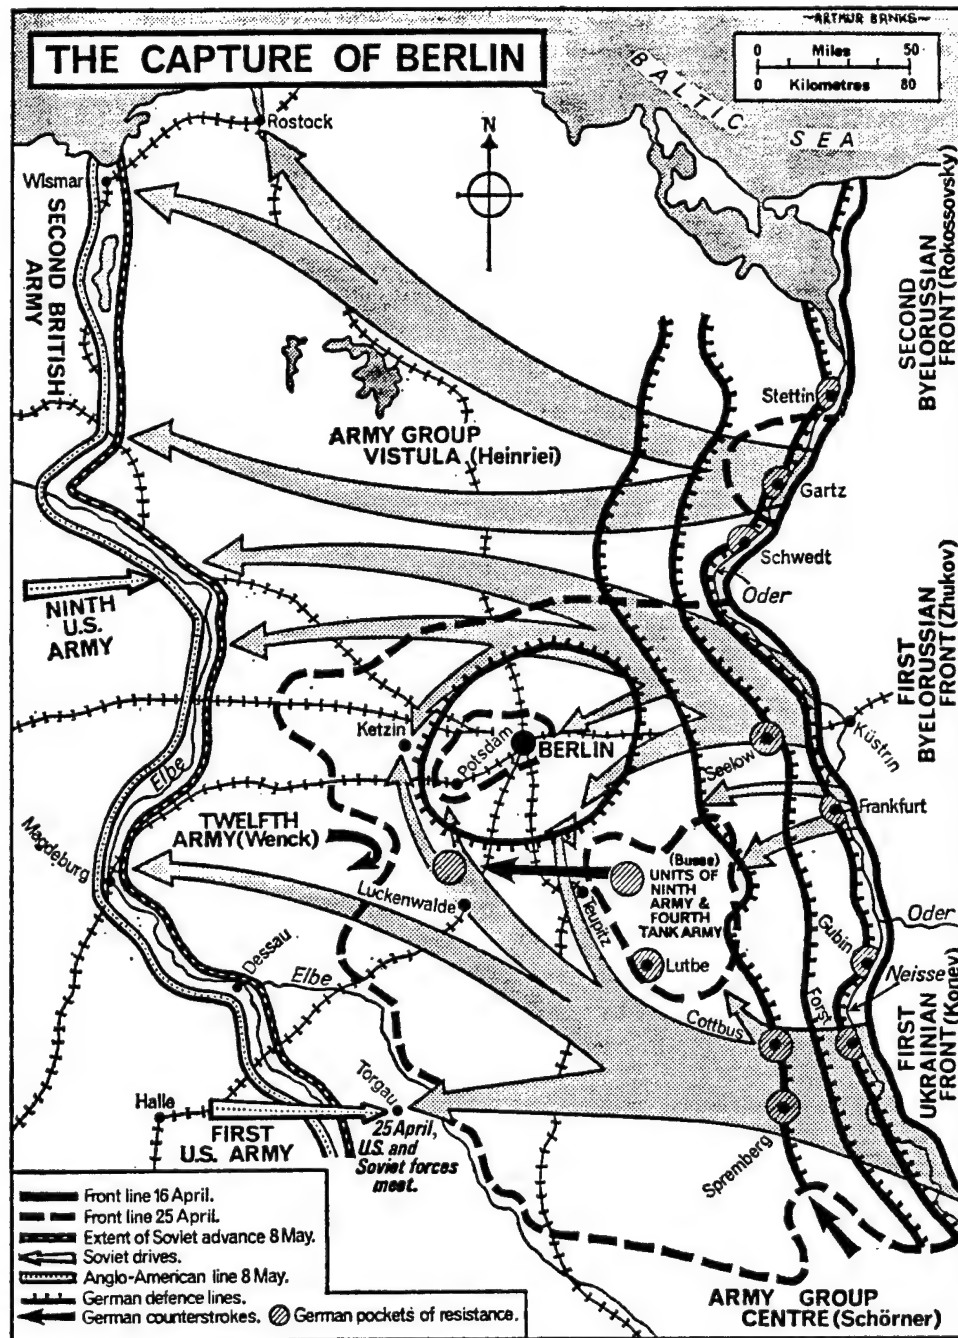 ~ARTHUR BANKS~
THE CAPTURE OF BERLIN
0 Miles 50
0 Kilometres 80
BALTIC
SEA
Rostock
N
Wismar
SECOND BRITISH
ARMY
SECOND
BYELORUSSIAN
FRONT (Rokossovsky)
Stettin
ARMY GROUP
VISTULA (Heinriei)
Gartz
Schwedt
Oder
NINTH
U.S.
ARMY
FIRST
BYELORUSSIAN
FRONT (Zhukov)
Ketzin
Potsdam
BERLIN
Seelow
Küstrin
Elbe
Frankfurt
Magdeburg
TWELFTH
ARMY (Wenck)
(Busse)
UNITS OF
NINTH
ARMY &
FOURTH
TANK ARMY
Luckenwalde
Teupitz
Oder
Gubin
Lutbe
Neisse
Dessau
Elbe
Cottbus
Forst
FIRST
UKRAINIAN
FRONT (Konev)
Torgau
Halle
FIRST
U.S. ARMY
25 April,
U.S. and
Soviet forces
meet.
Spremberg
Front line 16 April.
Front line 25 April.
Extent of Soviet advance 8 May.
Soviet drives.
Anglo-American line 8 May.
German defence lines.
German counterstrokes. German pockets of resistance.
ARMY GROUP
CENTRE (Schörner)